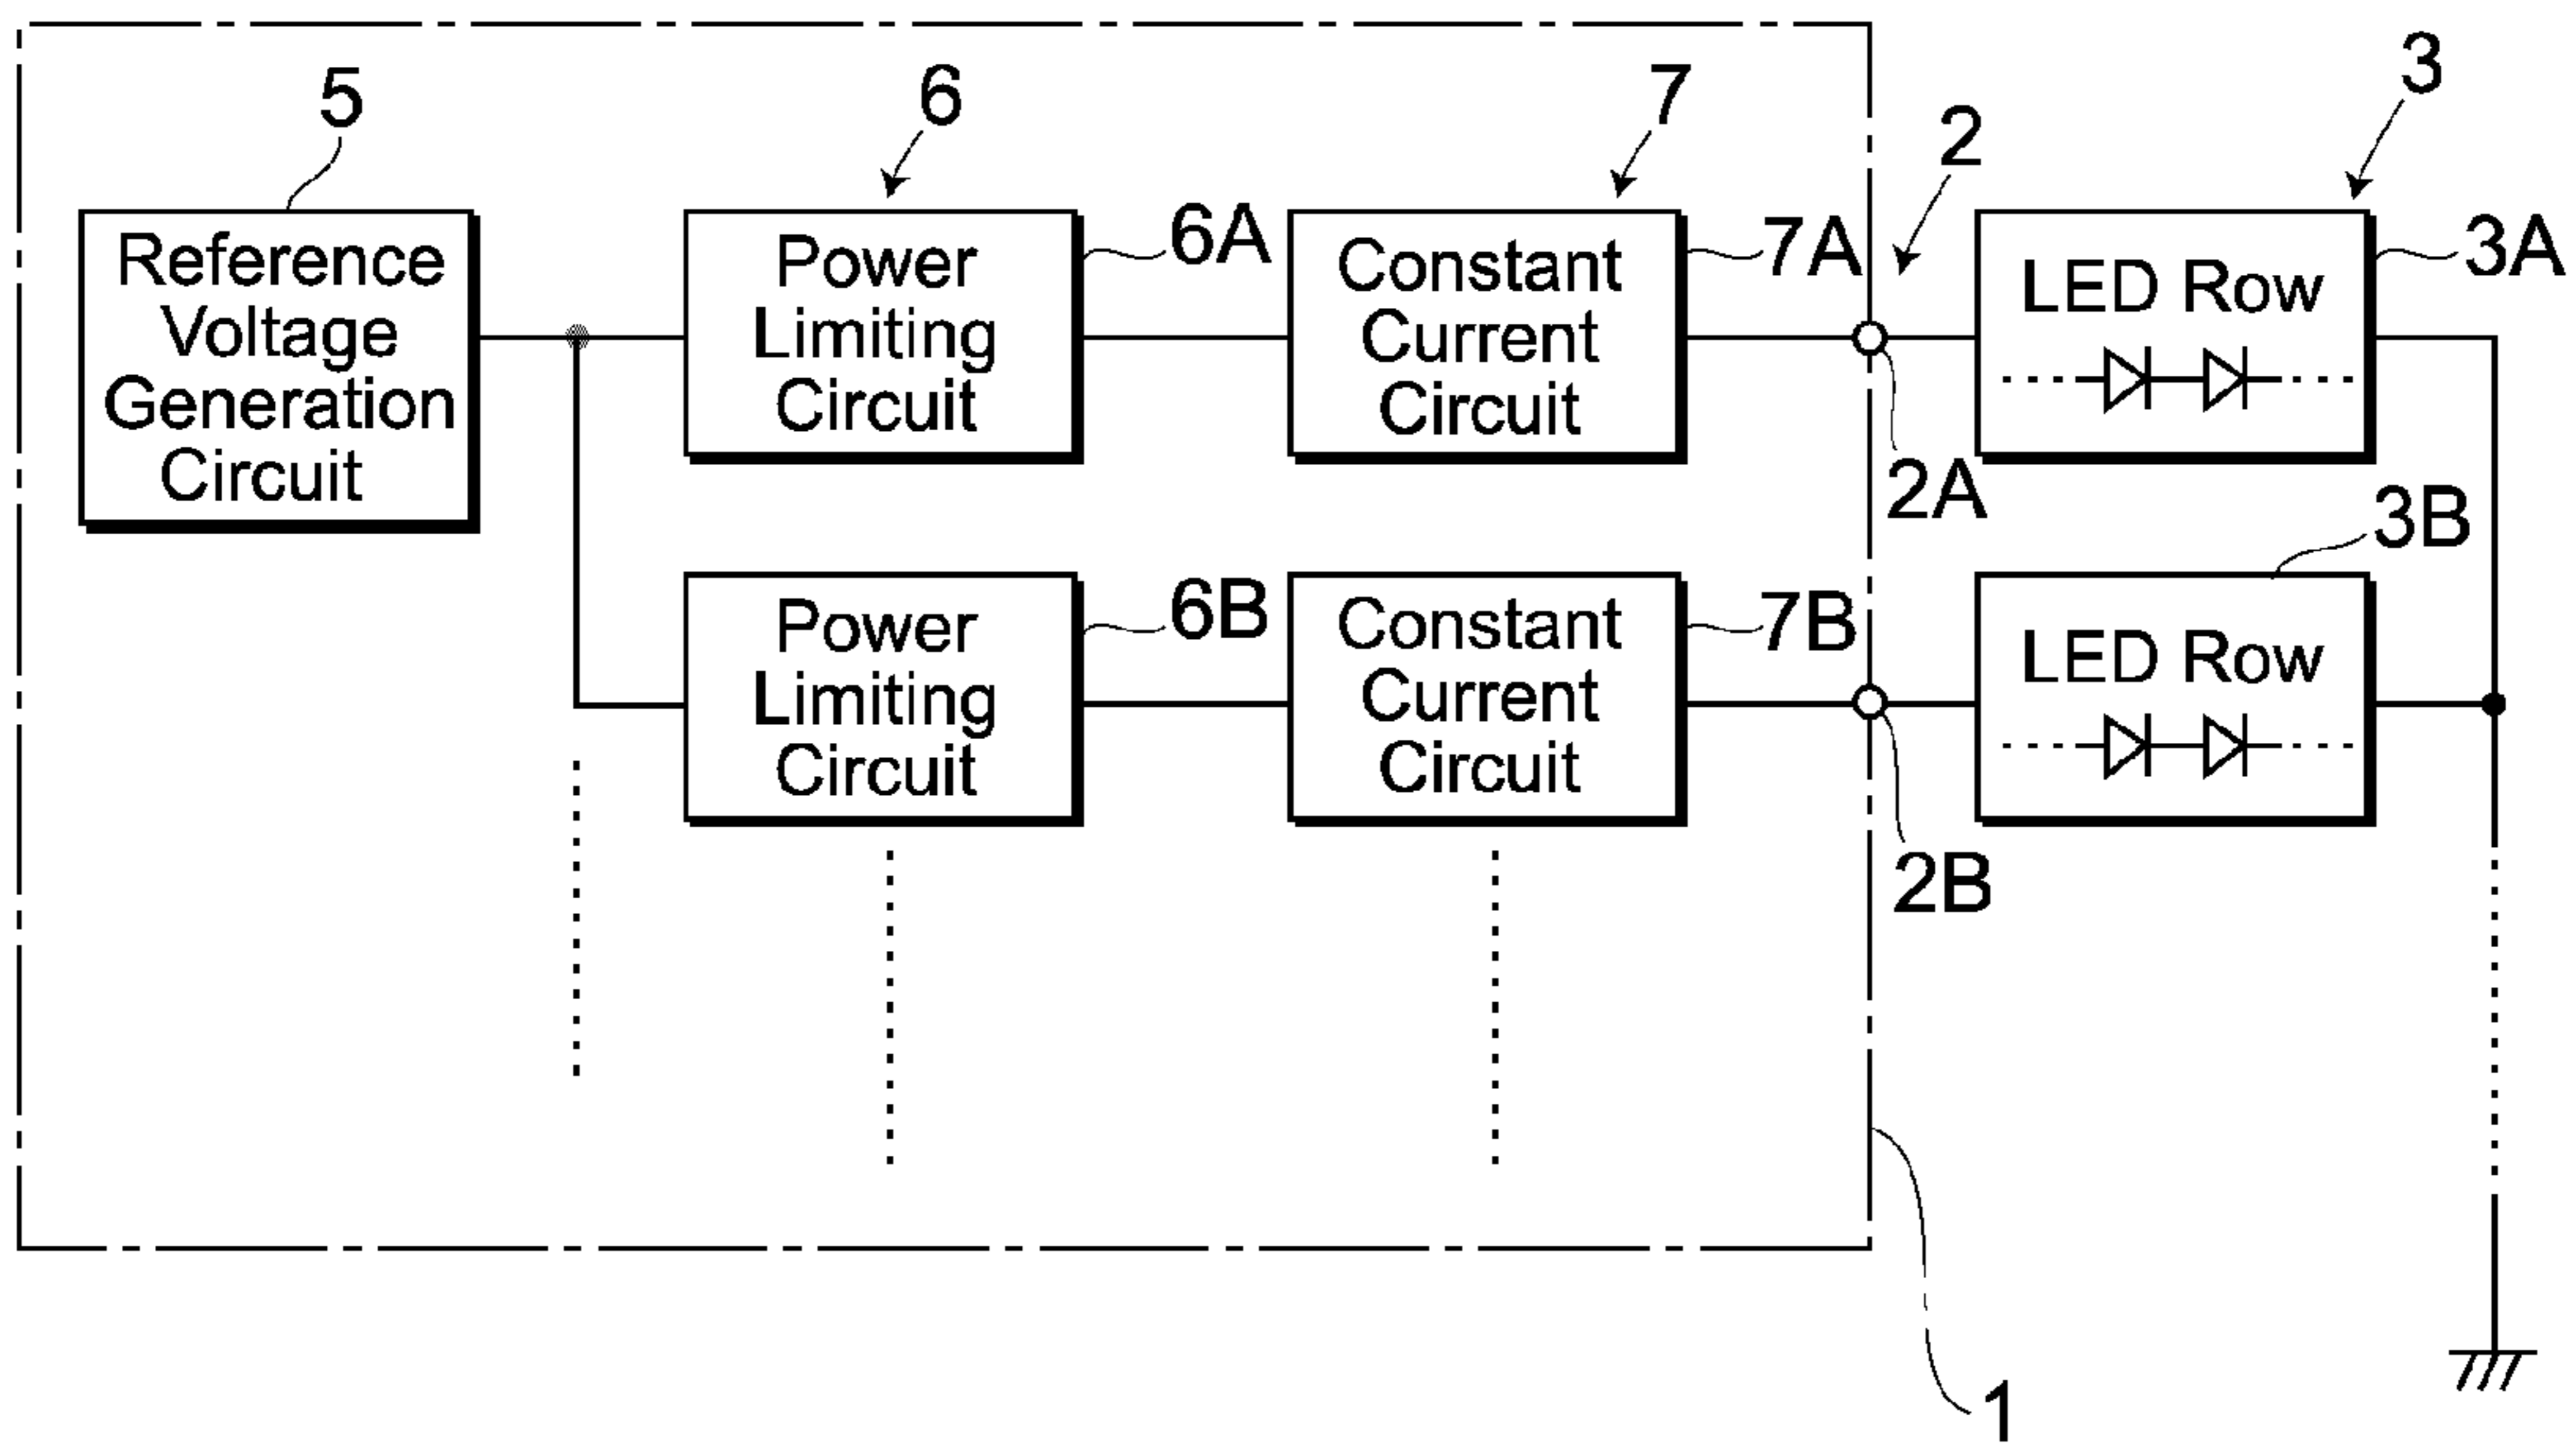 5
6
7
2
3
Reference
Voltage
Generation
Circuit
Power
Limiting
Circuit
6A
Constant
Current
Circuit
7A
2A
LED Row
3A
Power
Limiting
Circuit
6B
Constant
Current
Circuit
7B
2B
LED Row
3B
1